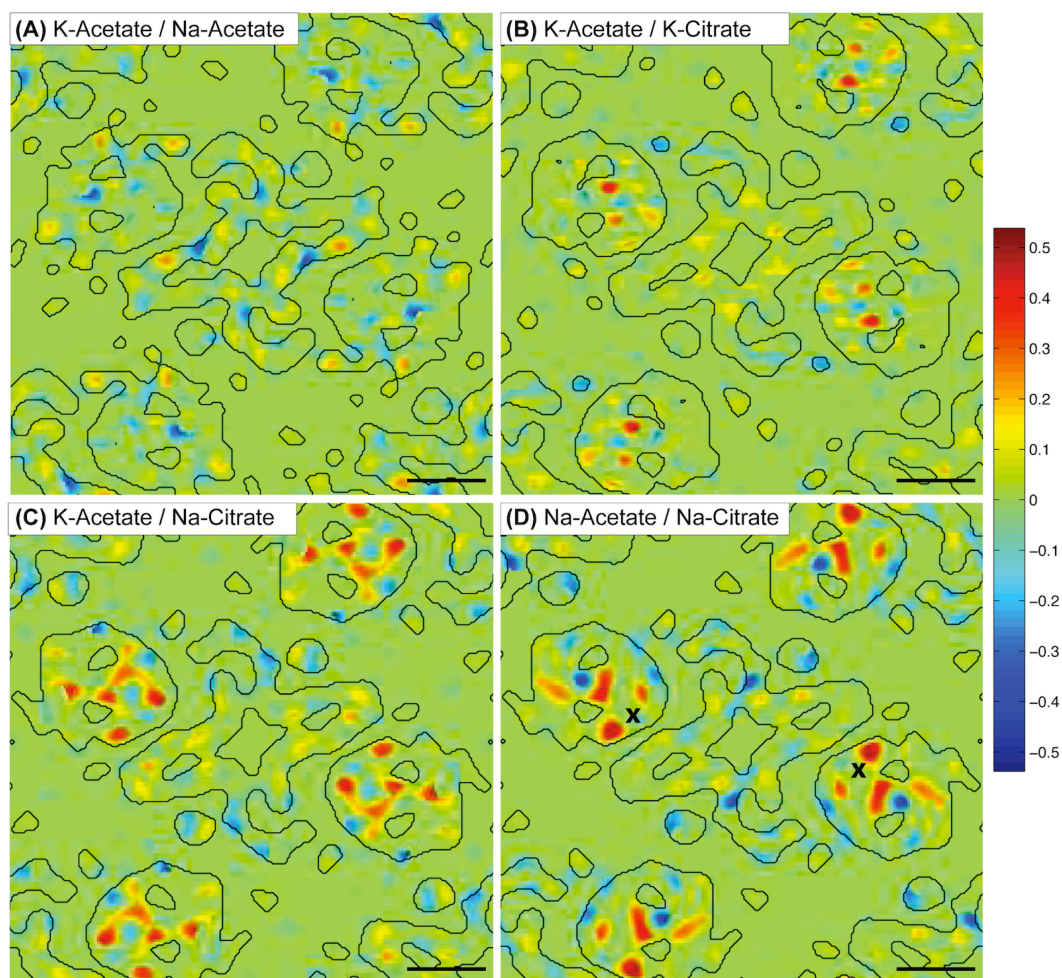 (A) K-Acetate / Na-Acetate
(B) K-Acetate / K-Citrate
(C) K-Acetate / Na-Citrate
(D) Na-Acetate / Na-Citrate
x
x
0.5
0.4
0.3
0.2
0.1
0
−0.1
−0.2
−0.3
−0.4
−0.5